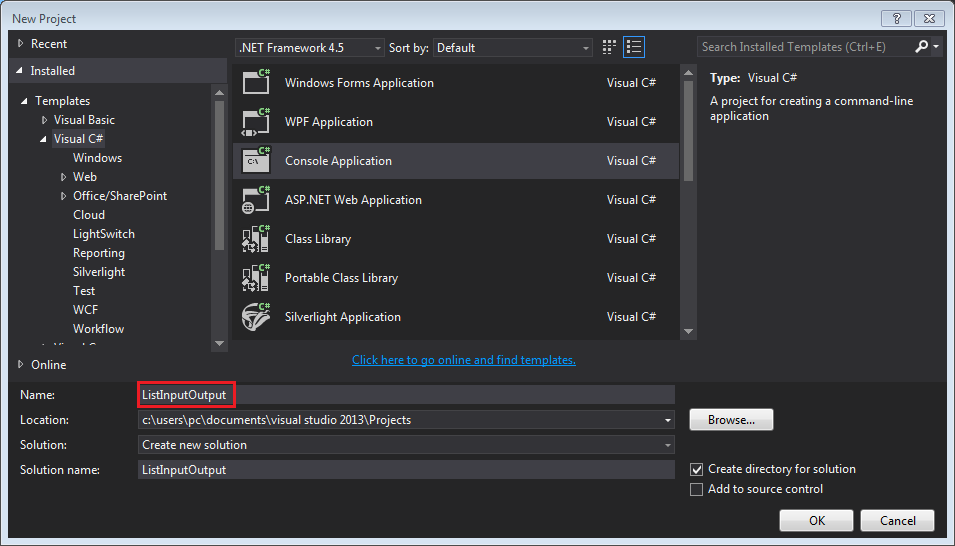 New Project
Recent
Installed
Templates
Visual Basic
Visual C#
Windows
Web
Office/SharePoint
Cloud
LightSwitch
Reporting
Silverlight
Test
WCF
Workflow
Online
.NET Framework 4.5
Sort by: Default
C# Windows Forms Application Visual C#
C# WPF Application Visual C#
C# C:\ Console Application Visual C#
C# ASP.NET Web Application Visual C#
C# Class Library Visual C#
C# Portable Class Library Visual C#
C# Silverlight Application Visual C#
Click here to go online and find templates.
Search Installed Templates (Ctrl+E)
Type: Visual C#
A project for creating a command-line
application
Name: ListInputOutput
Location: c:\users\pc\documents\visual studio 2013\Projects
Browse...
Solution: Create new solution
Solution name: ListInputOutput
Create directory for solution
Add to source control
OK Cancel